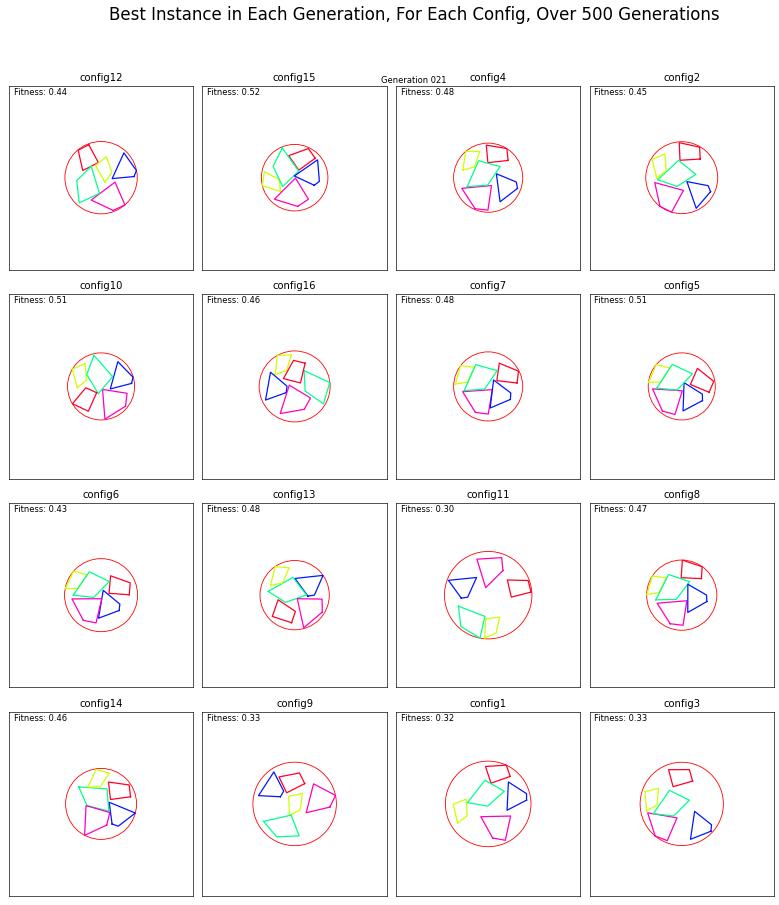 Best Instance in Each Generation, For Each Config, Over 500 Generations
Generation 021
config12
Fitness: 0.44
config15
Fitness: 0.52
config4
Fitness: 0.48
config2
Fitness: 0.45
config10
Fitness: 0.51
config16
Fitness: 0.46
config7
Fitness: 0.48
config5
Fitness: 0.51
config6
Fitness: 0.43
config13
Fitness: 0.48
config11
Fitness: 0.30
config8
Fitness: 0.47
config14
Fitness: 0.46
config9
Fitness: 0.33
config1
Fitness: 0.32
config3
Fitness: 0.33